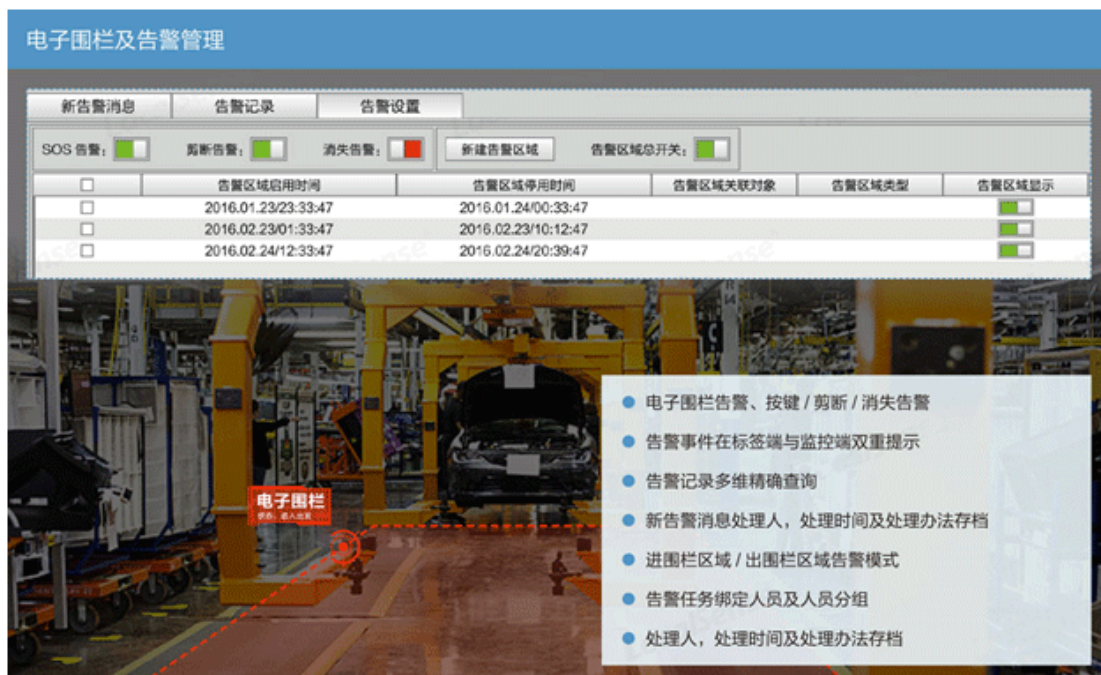 电子围栏及告警管理
新告警消息 告警记录 告警设置
SOS 告警： 剪断告警： 消失告警： 新建告警区域 告警区域总开关：
告警区域启用时间 告警区域停用时间 告警区域关联对象 告警区域类型 告警区域显示
2016.01.23/23:33:47 2016.01.24/00:33:47
2016.02.23/01:33:47 2016.02.23/10:12:47
2016.02.24/12:33:47 2016.02.24/20:39:47
电子围栏告警、按键 / 剪断 / 消失告警
告警事件在标签端与监控端双重提示
告警记录多维精确查询
电子围栏
新告警消息处理人，处理时间及处理办法存档
进围栏区域 / 出围栏区域告警模式
告警任务绑定人员及人员分组
处理人，处理时间及处理办法存档